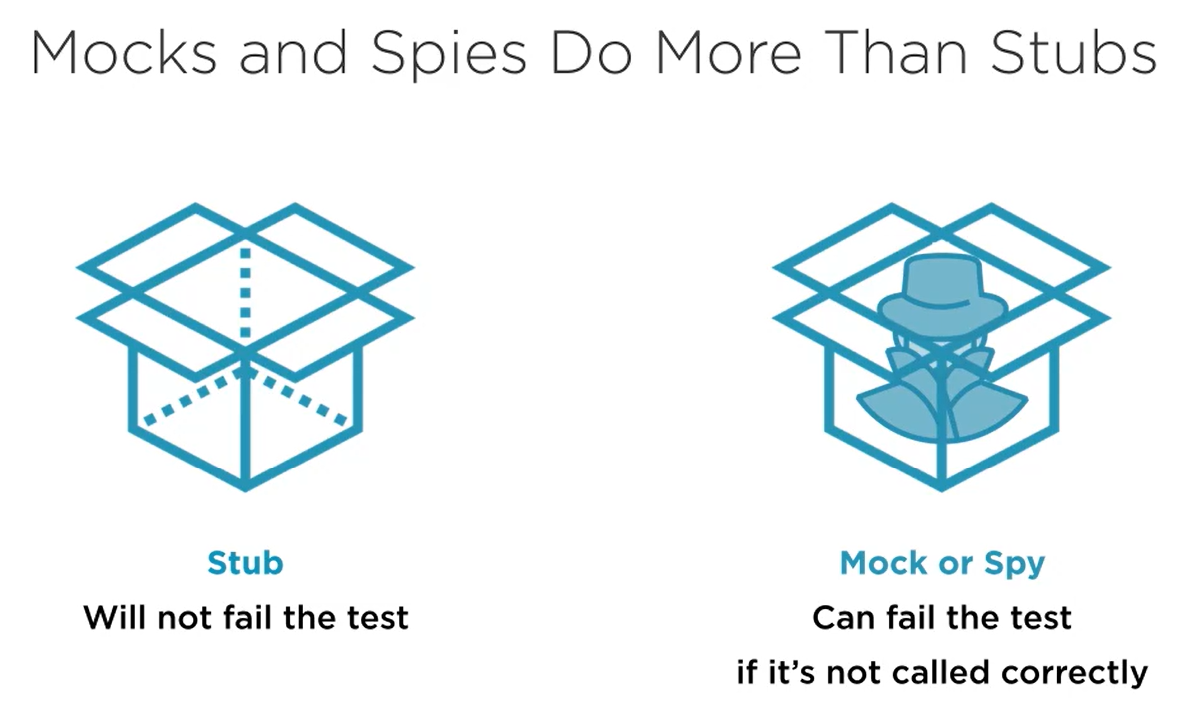 Mocks and Spies Do More Than Stubs
Stub
Will not fail the test
Mock or Spy
Can fail the test
if it’s not called correctly